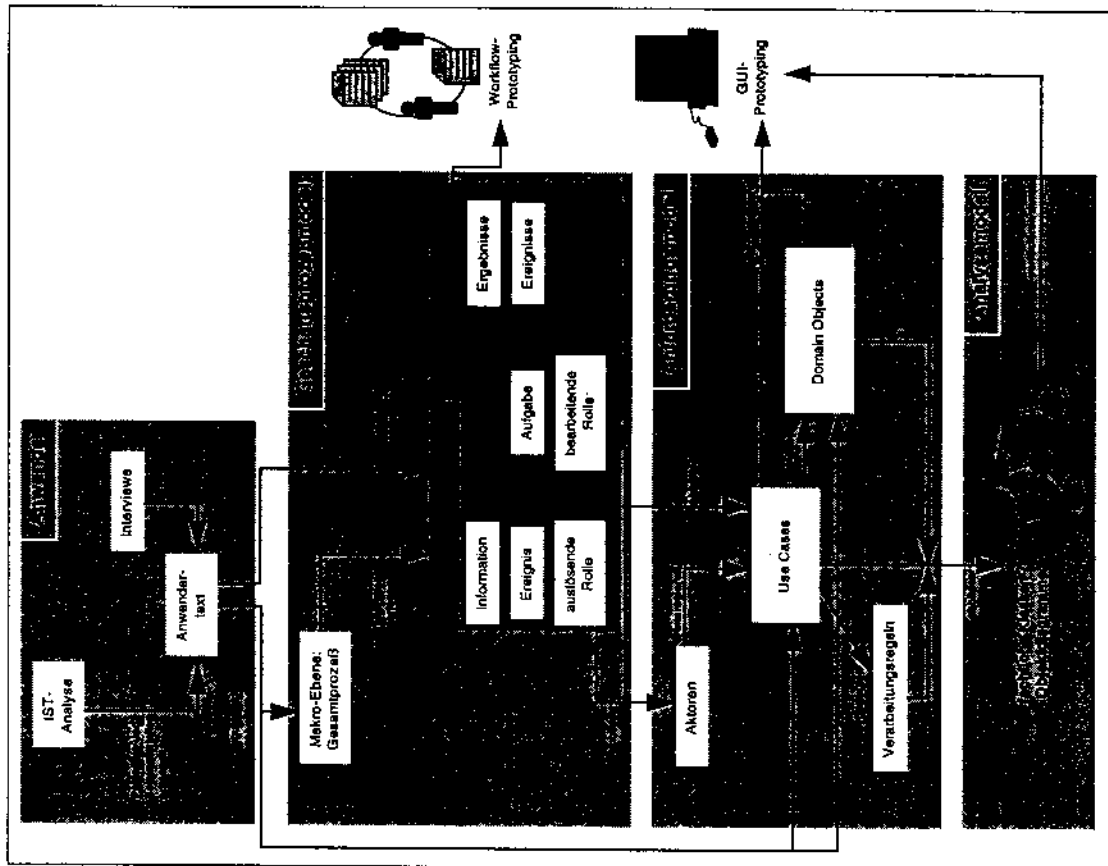 IST-
Analyse
Interviews
Anwender-
text
Makro-Ebene:
Gesamtprozeß
Information
Ereignis
auslösende
Rolle
Aufgabe
bearbeitende
Rolle
Ergebnisse
Ereignisse
Workflow-
Prototyping
Aktoren
Use Cases
Domain Objects
Verarbeitungsregeln
GUI-
Prototyping